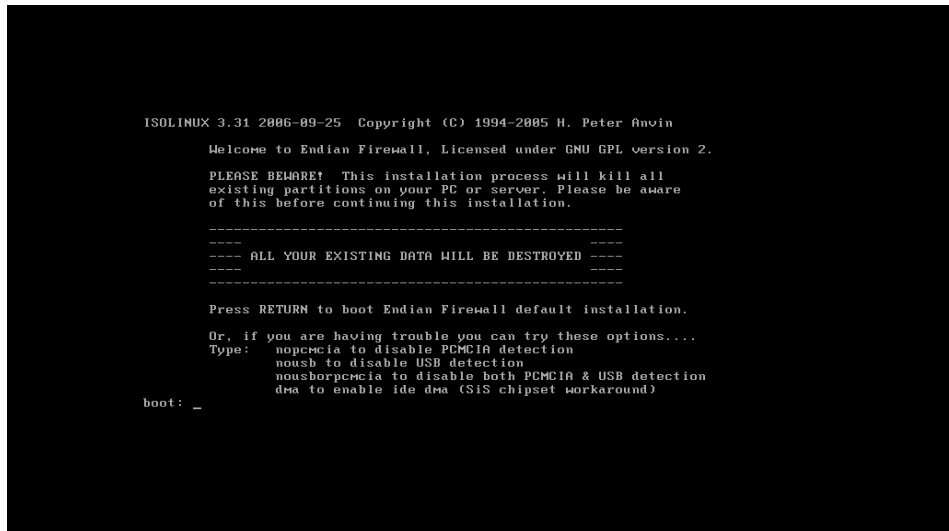 ISOLINUX 3.31 2006-09-25  Copyright (C) 1994-2005 H. Peter Anvin
Welcome to Endian Firewall, Licensed under GNU GPL version 2.
PLEASE BEWARE!  This installation process will kill all
existing partitions on your PC or server. Please be aware
of this before continuing this installation.
--------------------------------------------------
----                                          ----
---- ALL YOUR EXISTING DATA WILL BE DESTROYED ----
----                                          ----
--------------------------------------------------
Press RETURN to boot Endian Firewall default installation.
Or, if you are having trouble you can try these options....
Type:   nopcmcia to disable PCMCIA detection
nousb to disable USB detection
nousborpcmcia to disable both PCMCIA & USB detection
dma to enable ide dma (SiS chipset workaround)
boot: _